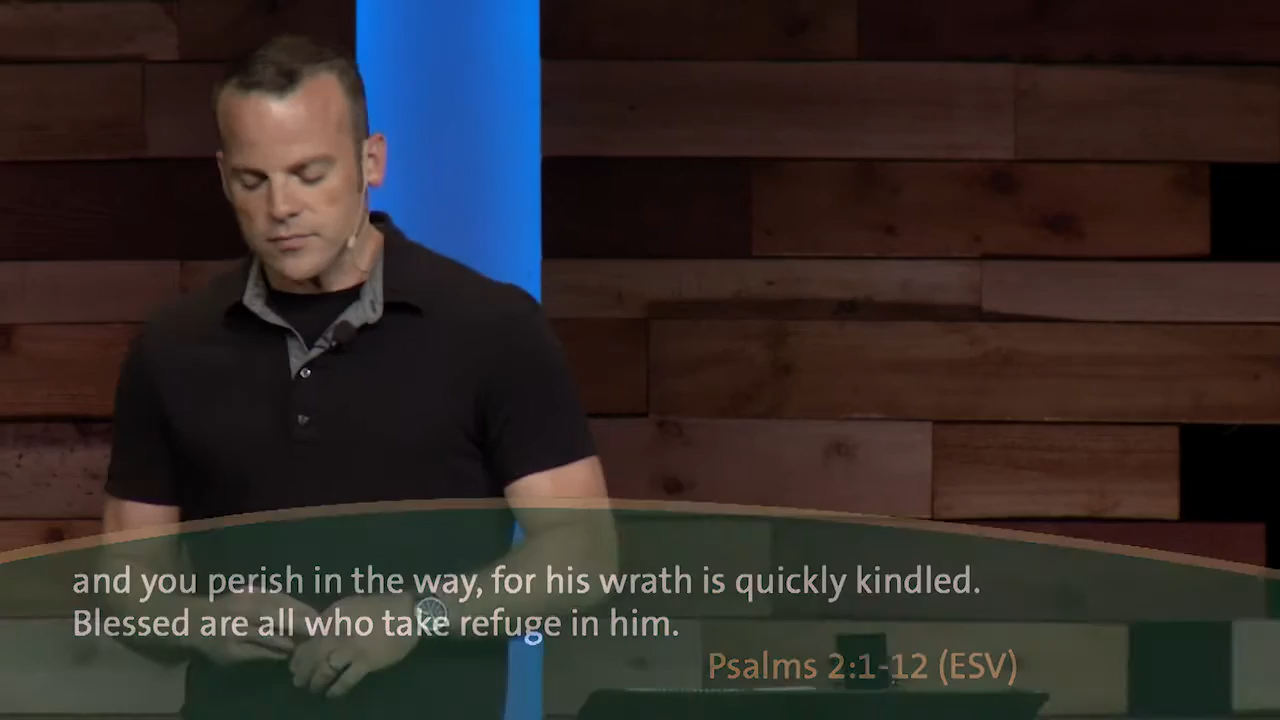 and you perish in the way, for his wrath is quickly kindled.
Blessed are all who take refuge in him.
Psalms 2:1-12 (ESV)